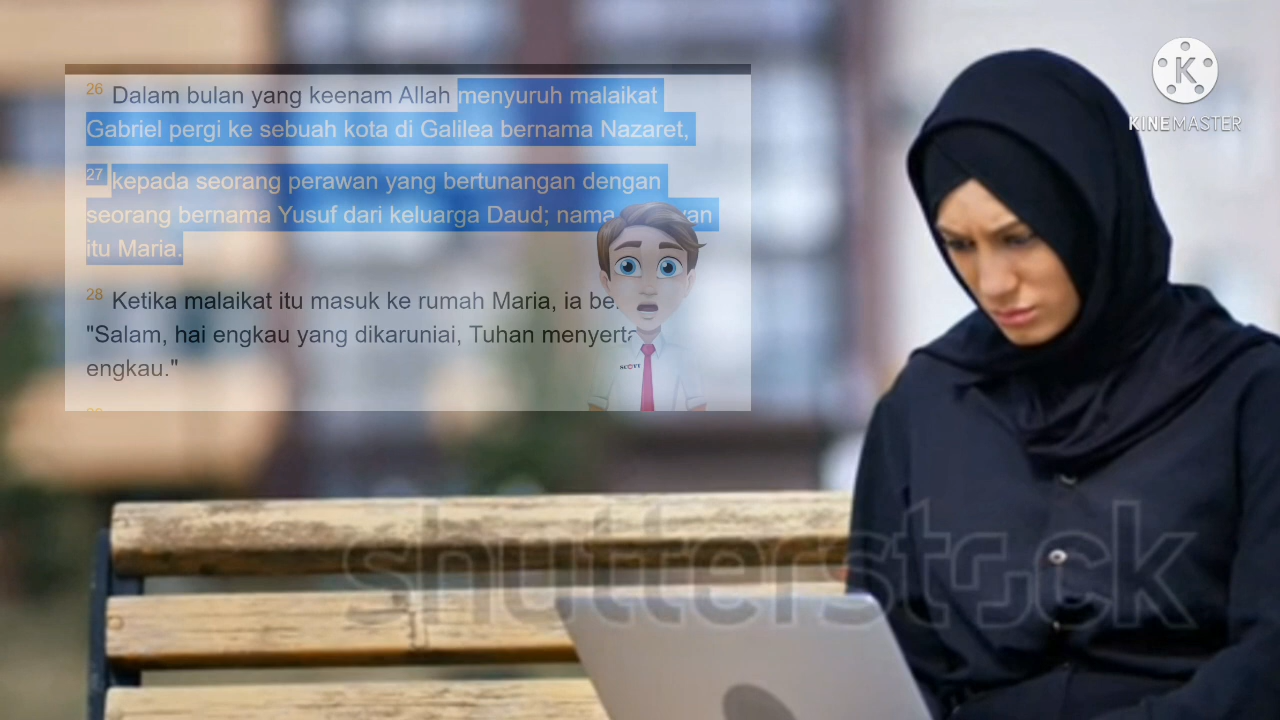 26 Dalam bulan yang keenam Allah menyuruh malaikat
Gabriel pergi ke sebuah kota di Galilea bernama Nazaret,
27 kepada seorang perawan yang bertunangan dengan
seorang bernama Yusuf dari keluarga Daud; nama
itu Maria.
28 Ketika malaikat itu masuk ke rumah Maria, ia
"Salam, hai engkau yang dikaruniai, Tuhan
engkau."
KINEMASTER
shutterstock